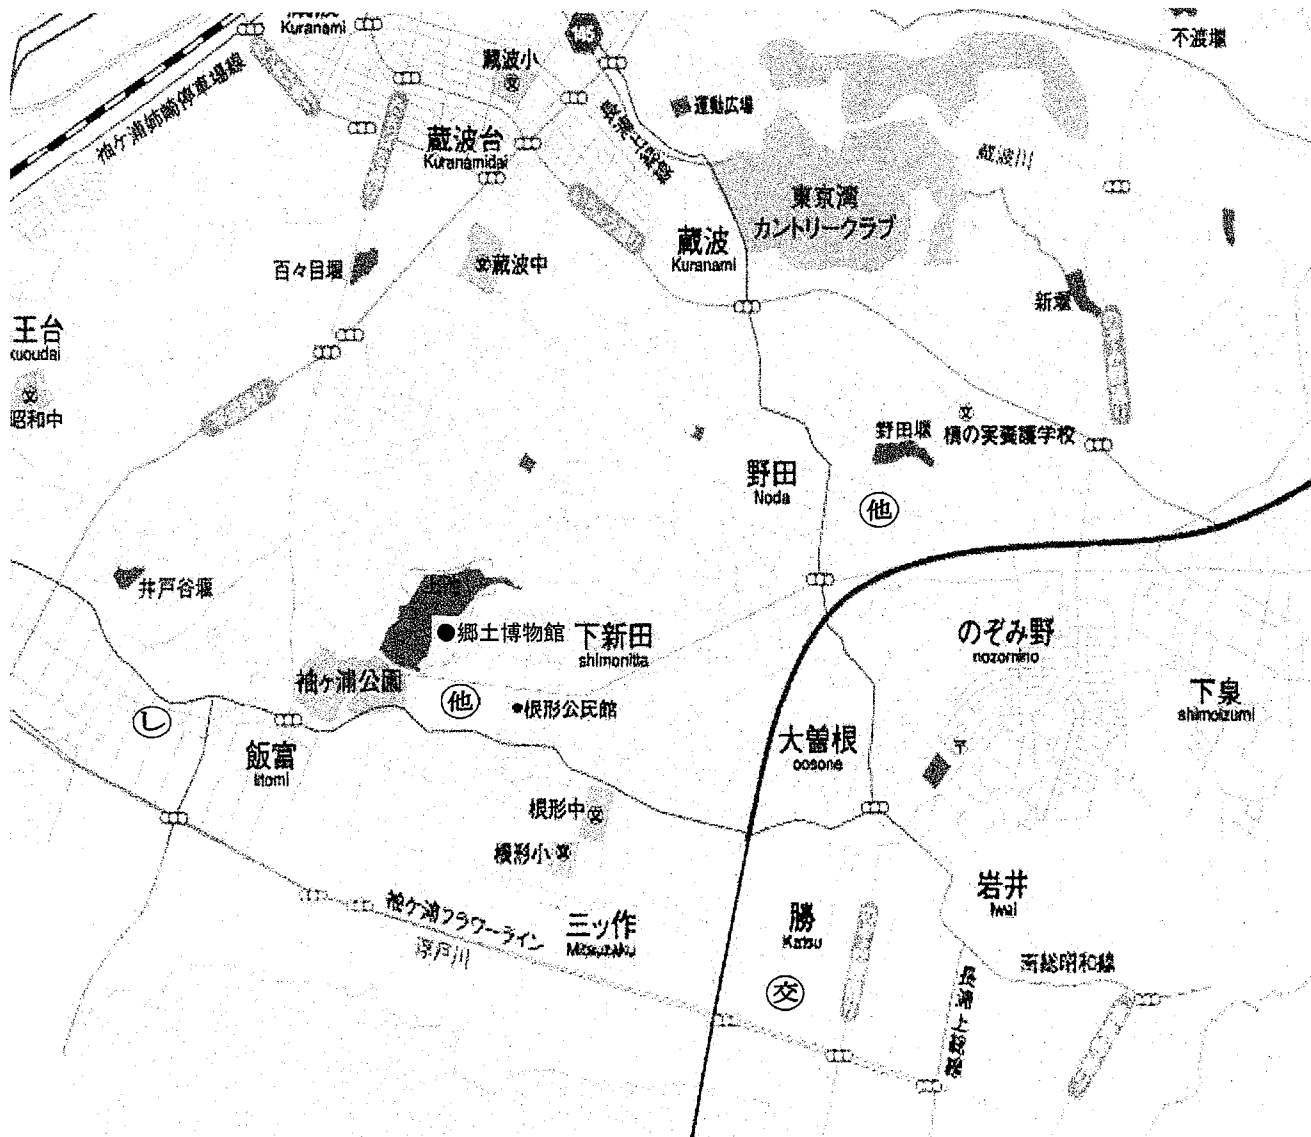 Kuranami
蔵波小
不渡堰
運動広場
袖ケ浦姉崎停車場線
蔵波台
Kuranamidai
蔵波川
東京湾
カントリークラブ
蔵波
Kuranami
百々目堰
蔵波中
新堰
王台
kuoudai
昭和中
野田堰
槇の実養護学校
野田
Noda
他
井戸谷堰
郷土博物館
下新田
shimonitta
のぞみ野
nozomino
袖ヶ浦公園
他
根形公民館
下泉
shimoizumi
し
飯富
Iitomi
大曽根
oosone
〒
根形中
根形小
岩井
Iwai
袖ケ浦フラワーライン
浮戸川
三ッ作
Mitsuzuku
勝
Katsu
交
南総昭和線
長浦上総線